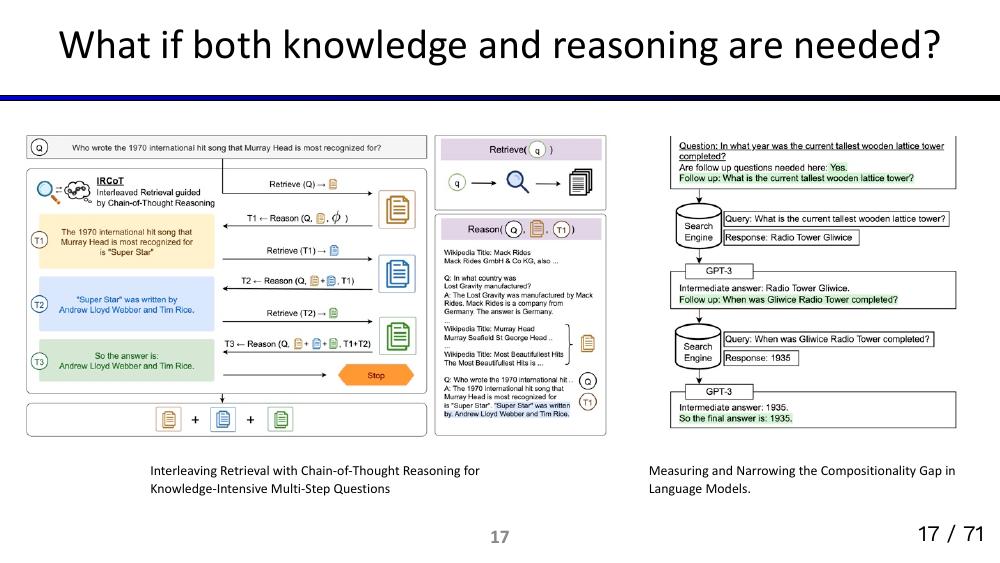 What if both knowledge and reasoning are needed?
Q
Who wrote the 1970 international hit song that Murray Head is most recognized for?
IRCoT
Interleaved Retrieval guided
by Chain-of-Thought Reasoning
Retrieve (Q) →
T1 ← Reason (Q, , ϕ )
T1
The 1970 international hit song that
Murray Head is most recognized for
is "Super Star"
Retrieve (T1) →
T2 ← Reason (Q, + , T1)
T2
"Super Star" was written by
Andrew Lloyd Webber and Tim Rice.
Retrieve (T2) →
T3 ← Reason (Q, + + , T1+T2)
T3
So the answer is:
Andrew Lloyd Webber and Tim Rice.
Stop
+ +
Retrieve( q )
q
Reason( Q , , T1 )
Wikipedia Title: Mack Rides
Mack Rides GmbH & Co KG, also ...
Q: In what country was
Lost Gravity manufactured?
A: The Lost Gravity was manufactured by Mack
Rides. Mack Rides is a company from
Germany. The answer is Germany.
...
Wikipedia Title: Murray Head
Murray Seafield St George Head ..
...
Wikipedia Title: Most Beautifullest Hits
The Most Beautifullest Hits is ...
Q: Who wrote the 1970 international hit ..
A: The 1970 international hit song that
Murray Head is most recognized for
is "Super Star". "Super Star" was written
by. Andrew Lloyd Webber and Tim Rice.
Q
T1
Question: In what year was the current tallest wooden lattice tower
completed?
Are follow up questions needed here: Yes.
Follow up: What is the current tallest wooden lattice tower?
Search
Engine
Query: What is the current tallest wooden lattice tower?
Response: Radio Tower Gliwice
GPT-3
Intermediate answer: Radio Tower Gliwice.
Follow up: When was Gliwice Radio Tower completed?
Search
Engine
Query: When was Gliwice Radio Tower completed?
Response: 1935
GPT-3
Intermediate answer: 1935.
So the final answer is: 1935.
Interleaving Retrieval with Chain-of-Thought Reasoning for
Knowledge-Intensive Multi-Step Questions
Measuring and Narrowing the Compositionality Gap in
Language Models.
17
17 / 71